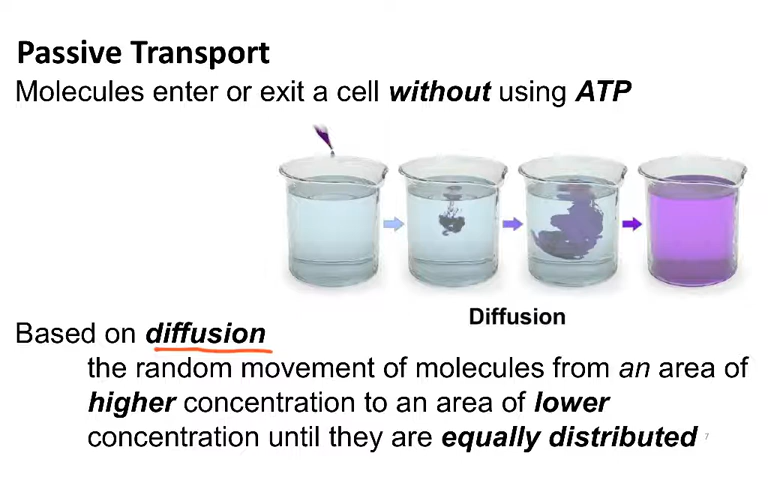 Passive Transport
Molecules enter or exit a cell without using ATP
Diffusion
Based on diffusion
the random movement of molecules from an area of
higher concentration to an area of lower
concentration until they are equally distributed
7